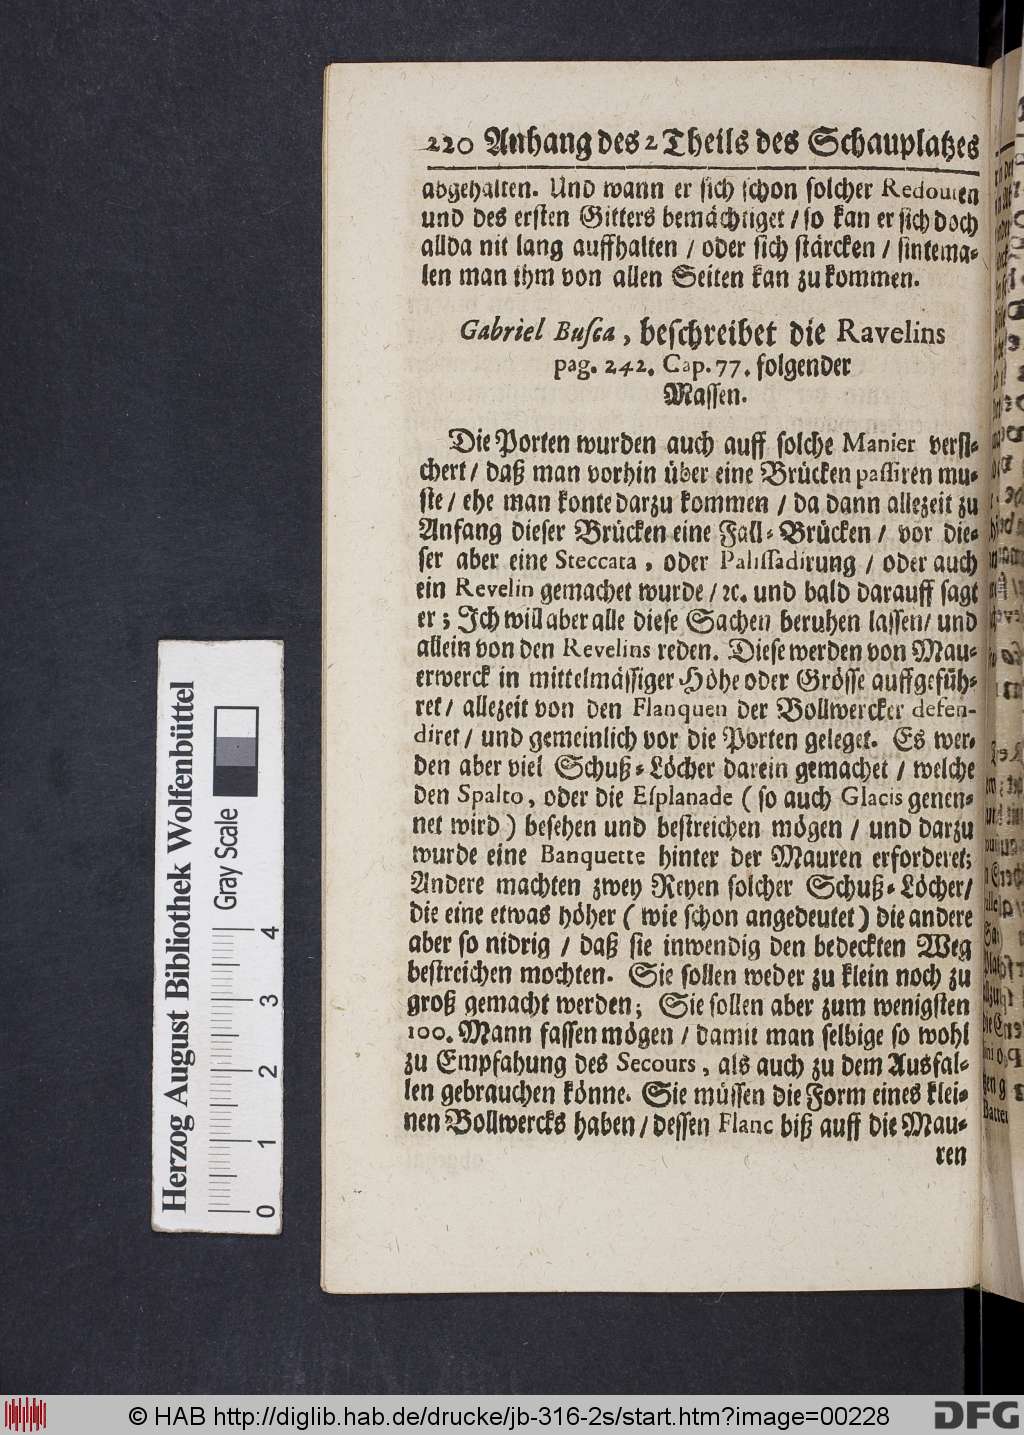 220 Anhang des 2 Theils des Schauplatzes
abgehalten. Und wann er sich schon solcher Redouten
und des ersten Gitters bemächtiget / so kan er sich doch
allda nit lang auffhalten / oder sich stärcken / sintema-
len man ihm von allen Seiten kan zu kommen.
Gabriel Busca, beschreibet die Ravelins
pag. 242. Cap. 77. folgender
Massen.
Die Porten wurden auch auff solche Manier versi-
chert / daß man vorhin über eine Brücken passiren mu-
ste / ehe man konte darzu kommen / da dann allezeit zu
Anfang dieser Brücken eine Fall-Brücken / vor die-
ser aber eine Steccata, oder Palissadirung / oder auch
ein Revelin gemachet wurde / ꝛc. und bald darauff sagt
er; Ich will aber alle diese Sachen beruhen lassen / und
allein von den Revelins reden. Diese werden von Mau-
erwerck in mittelmässiger Höhe oder Grösse auffgefüh-
ret / allezeit von den Flanquen der Bollwercker defen-
diret / und gemeinlich vor die Porten geleget. Es wer-
den aber viel Schuß-Löcher darein gemachet / welche
den Spalto, oder die Esplanade ( so auch Glacis genen-
net wird ) besehen und bestreichen mögen / und darzu
wurde eine Banquette hinter der Mauren erforderet;
Andere machten zwey Reyen solcher Schuß-Löcher /
die eine etwas höher ( wie schon angedeutet ) die andere
aber so nidrig / daß sie inwendig den bedeckten Weg
bestreichen mochten. Sie sollen weder zu klein noch zu
groß gemacht werden; Sie sollen aber zum wenigsten
100. Mann fassen mögen / damit man selbige so wohl
zu Empfahung des Secours, als auch zu dem Ausfal-
len gebrauchen könne. Sie müssen die Form eines klei-
nen Bollwercks haben / dessen Flanc biß auff die Mau-
ren
Herzog August Bibliothek Wolfenbüttel
Gray Scale
0 1 2 3 4
© HAB http://diglib.hab.de/drucke/jb-316-2s/start.htm?image=00228
DFG